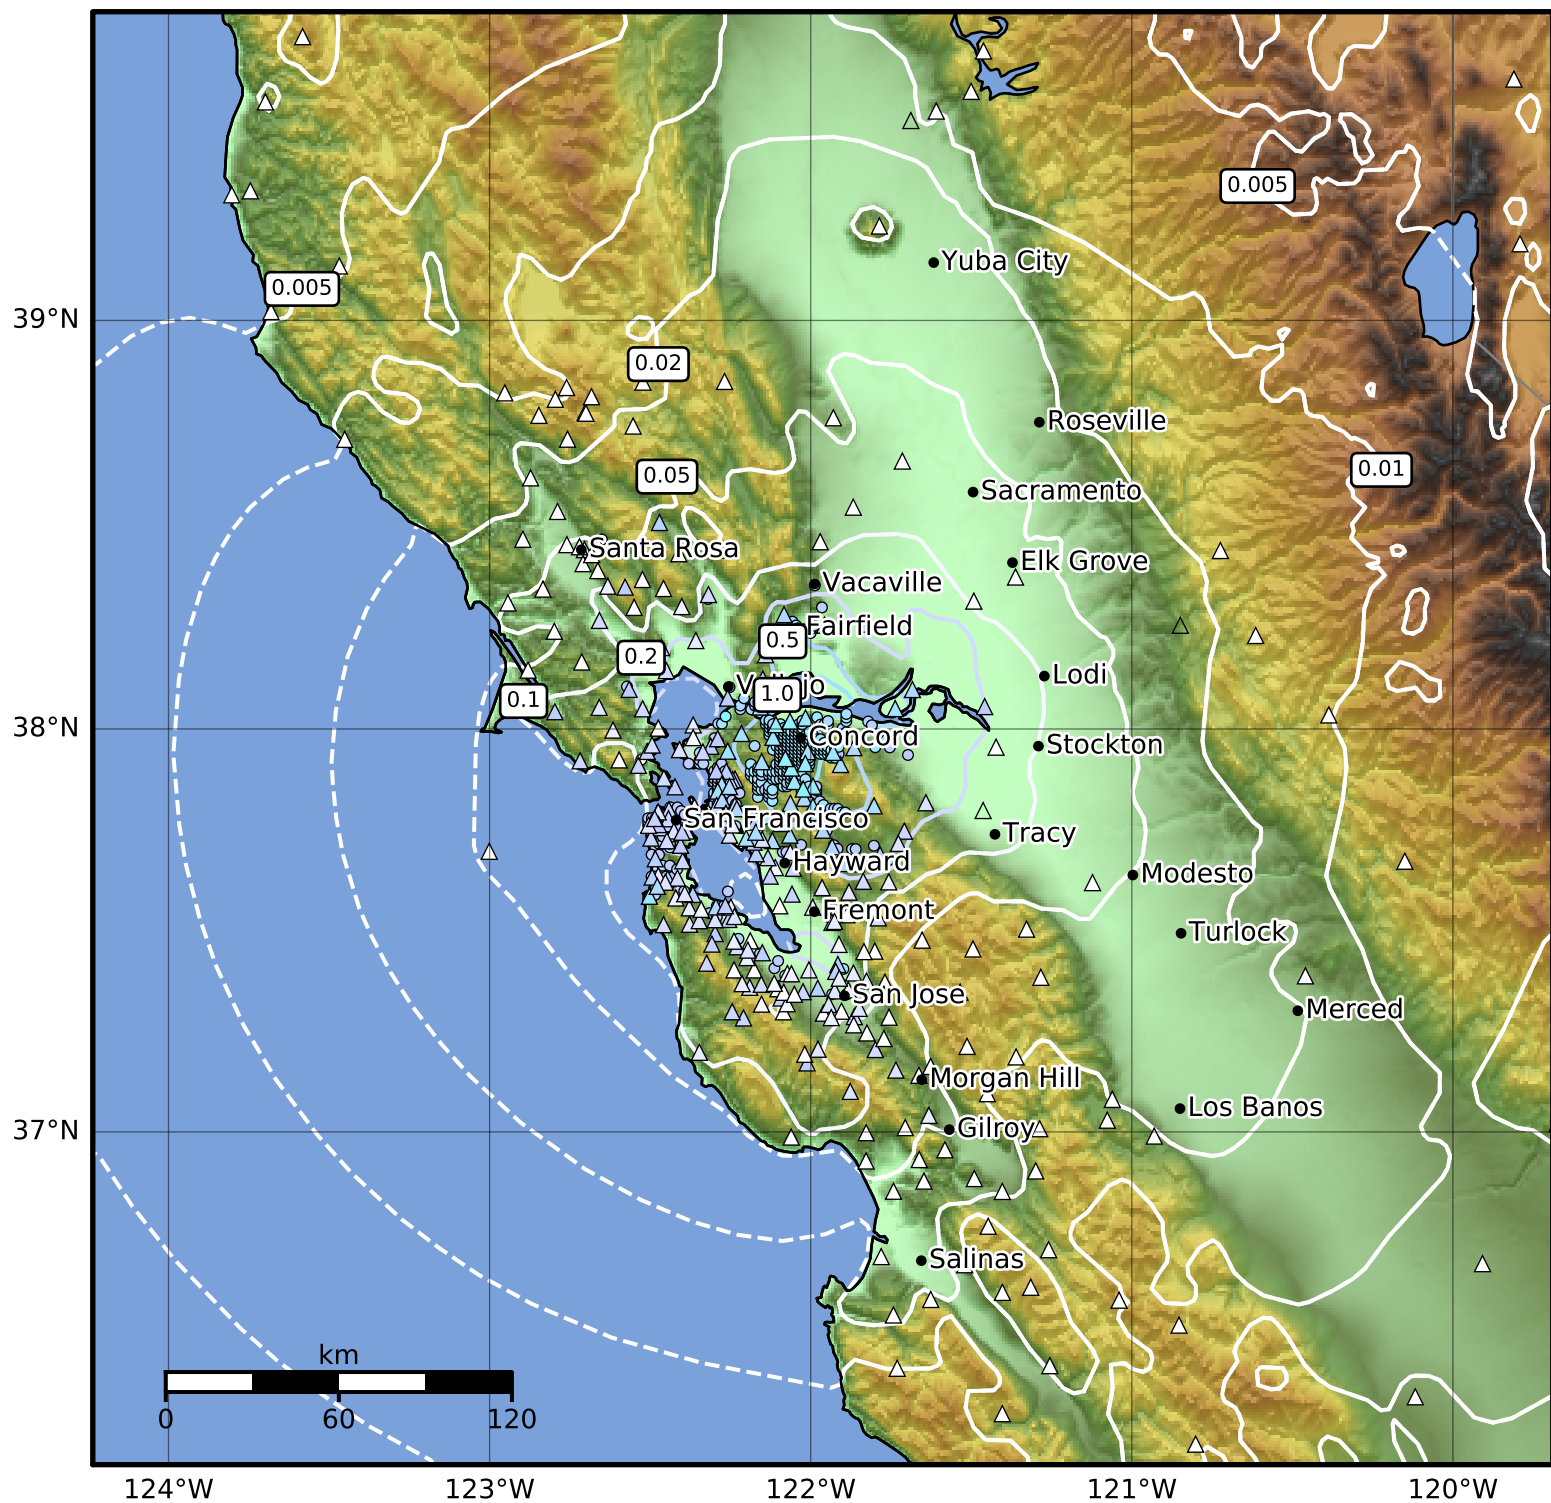 0.005
Yuba City
0.005
39°N
0.02
Roseville
0.01
0.05
Sacramento
Santa Rosa
Elk Grove
Vacaville
Fairfield
0.5
0.2
Lodi
0.1
1.0
38°N
Concord
Stockton
San Francisco
Tracy
Hayward
Modesto
Fremont
Turlock
San Jose
Merced
Morgan Hill
Los Banos
37°N
Gilroy
Salinas
km
0 60 120
124°W 123°W 122°W 121°W 120°W